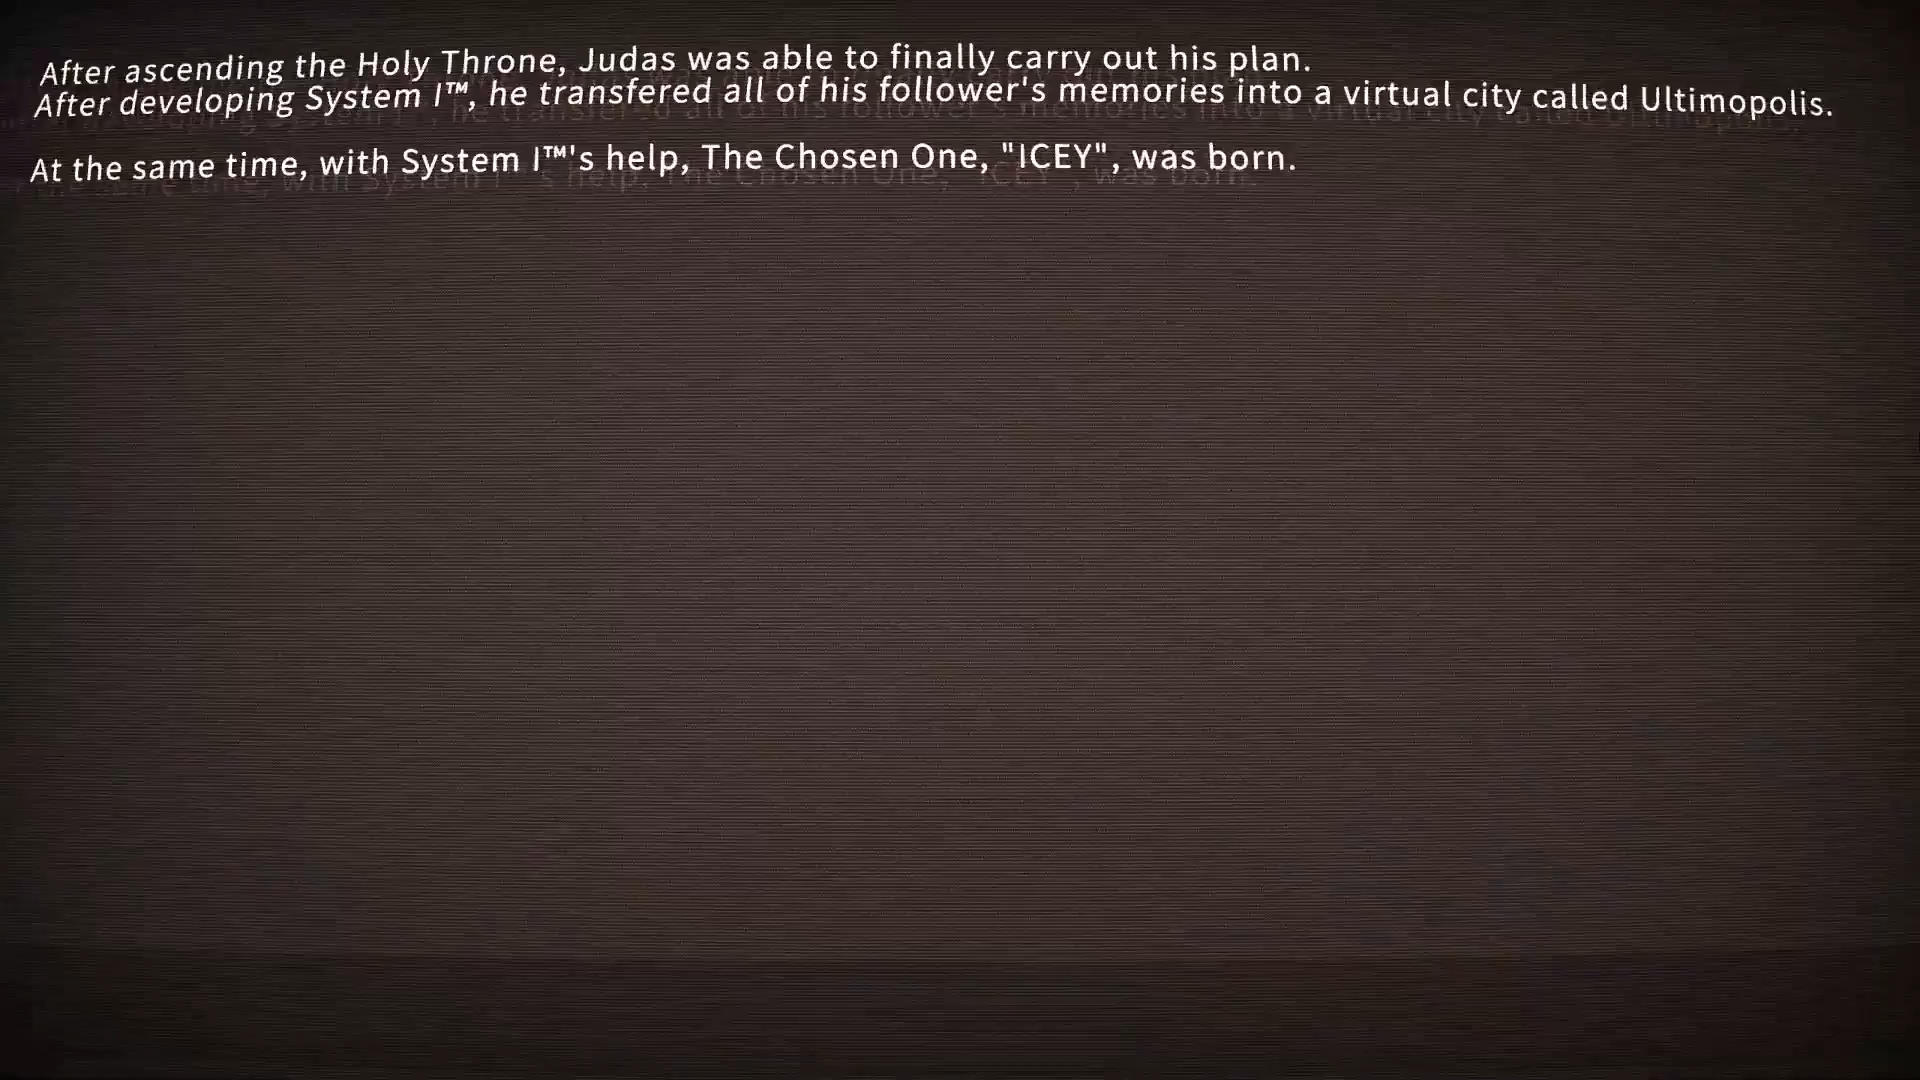 After ascending the Holy Throne, Judas was able to finally carry out his plan.
After developing System I™, he transfered all of his follower's memories into a virtual city called Ultimopolis.
At the same time, with System I™'s help, The Chosen One, "ICEY", was born.